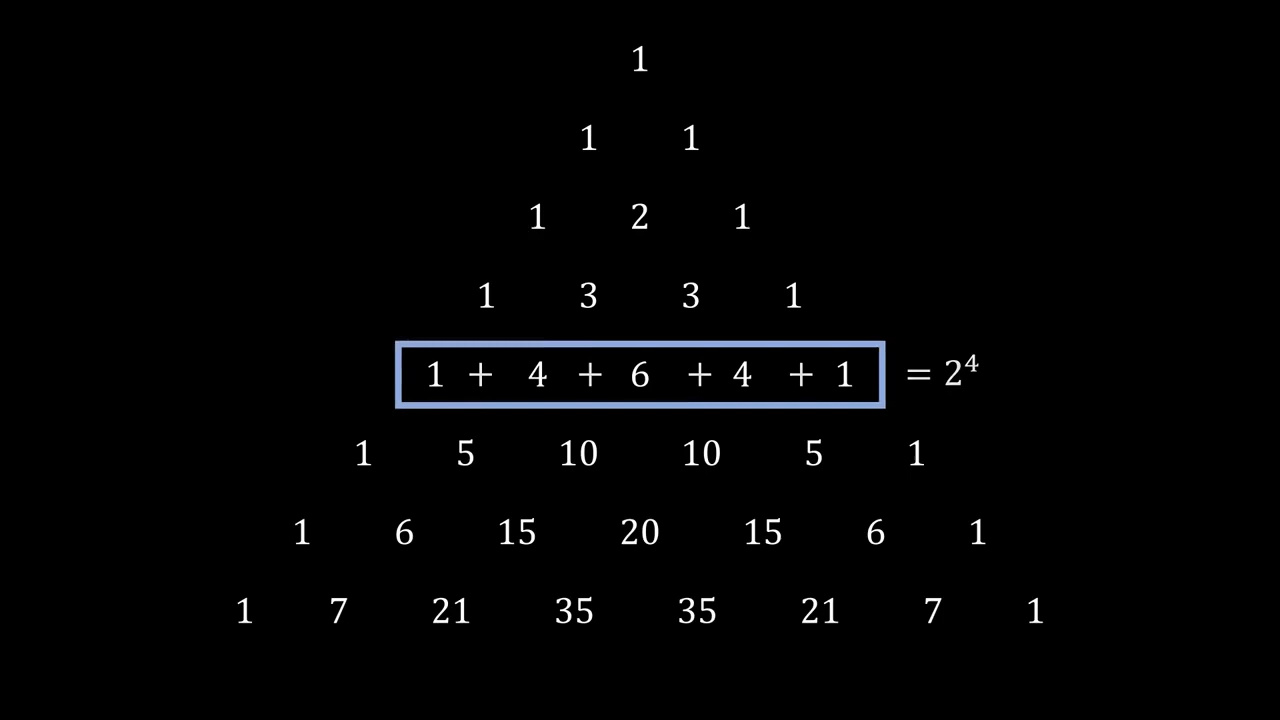 1
1 1
1 2 1
1 3 3 1
1 + 4 + 6 + 4 + 1 = 2⁴
1 5 10 10 5 1
1 6 15 20 15 6 1
1 7 21 35 35 21 7 1